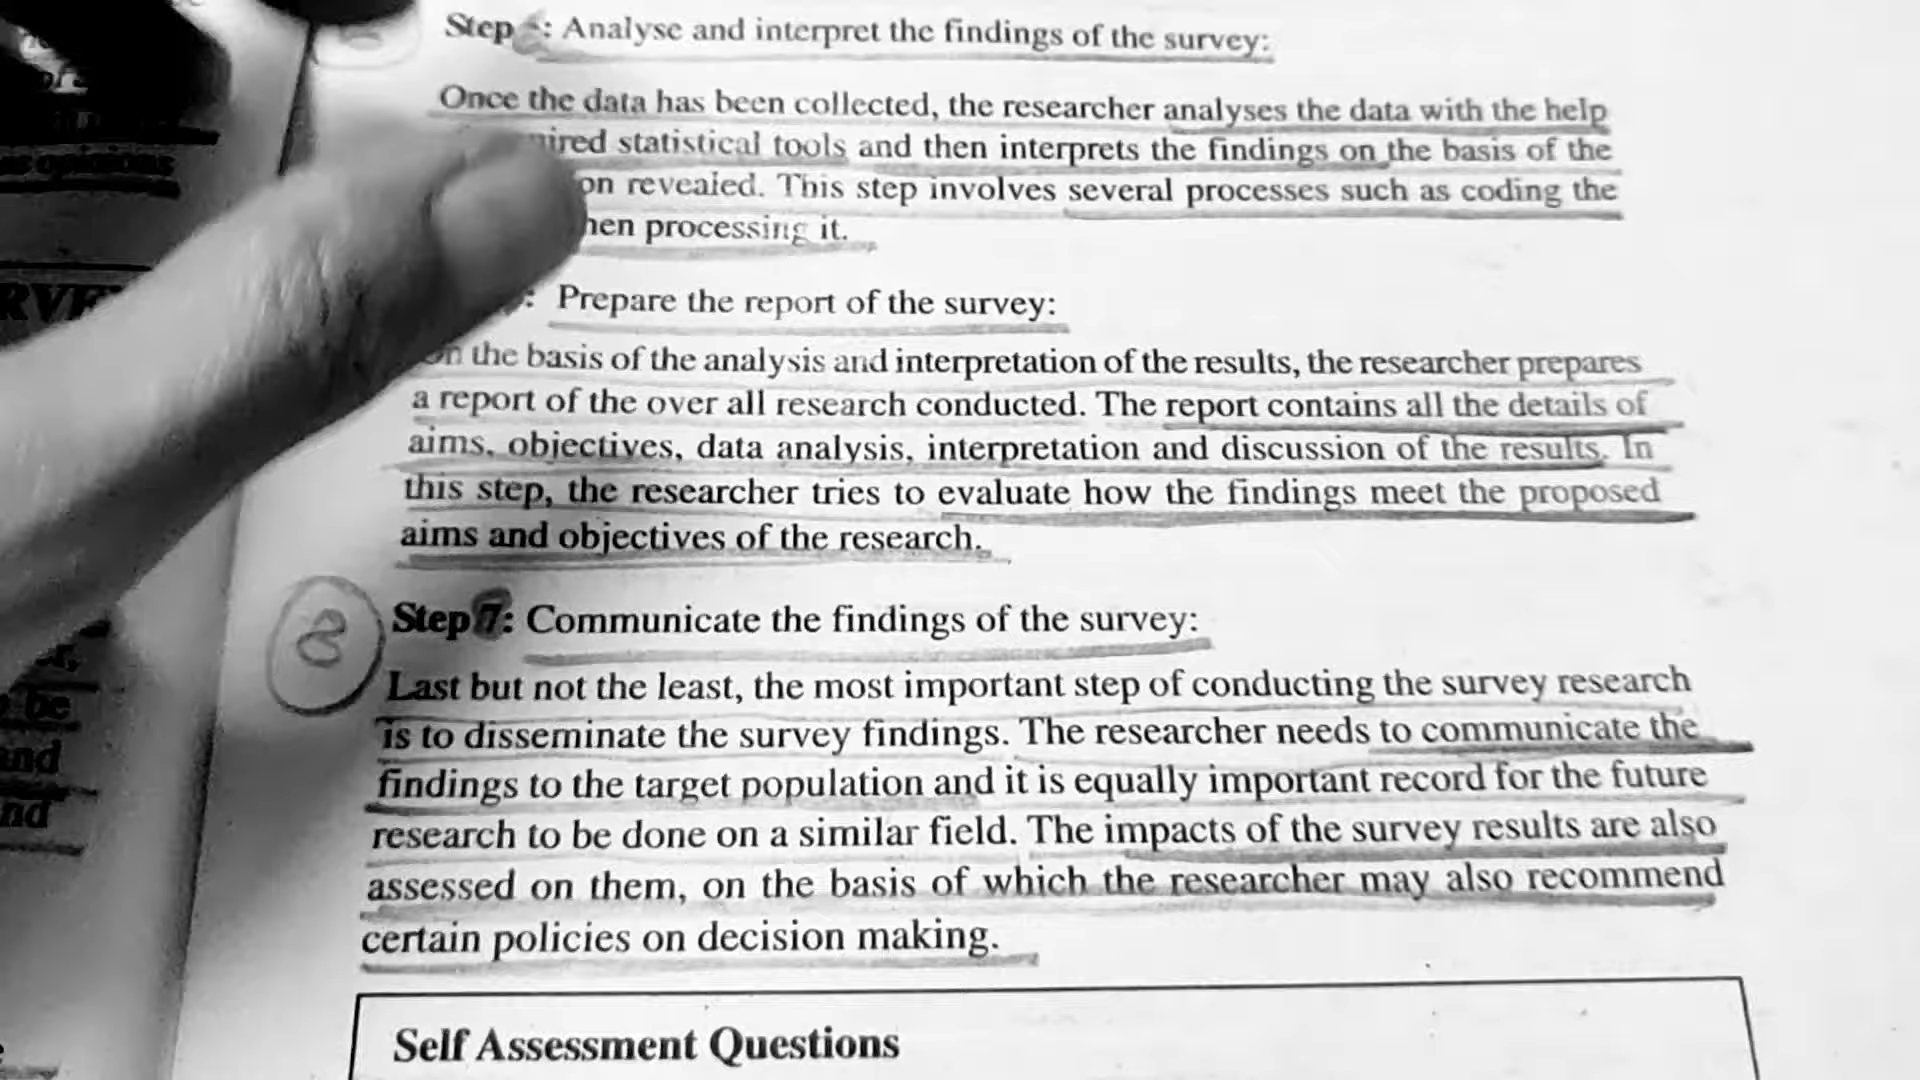 Step : Analyse and interpret the findings of the survey:
Once the data has been collected, the researcher analyses the data with the help
statistical tools and then interprets the findings on the basis of the
revealed. This step involves several processes such as coding the
processing it.
: Prepare the report of the survey:
the basis of the analysis and interpretation of the results, the researcher prepares
a report of the over all research conducted. The report contains all the details of
aims, objectives, data analysis, interpretation and discussion of the results. In
this step, the researcher tries to evaluate how the findings meet the proposed
aims and objectives of the research.
8 Step 7: Communicate the findings of the survey:
Last but not the least, the most important step of conducting the survey research
is to disseminate the survey findings. The researcher needs to communicate the
findings to the target population and it is equally important record for the future
research to be done on a similar field. The impacts of the survey results are also
assessed on them, on the basis of which the researcher may also recommend
certain policies on decision making.
Self Assessment Questions